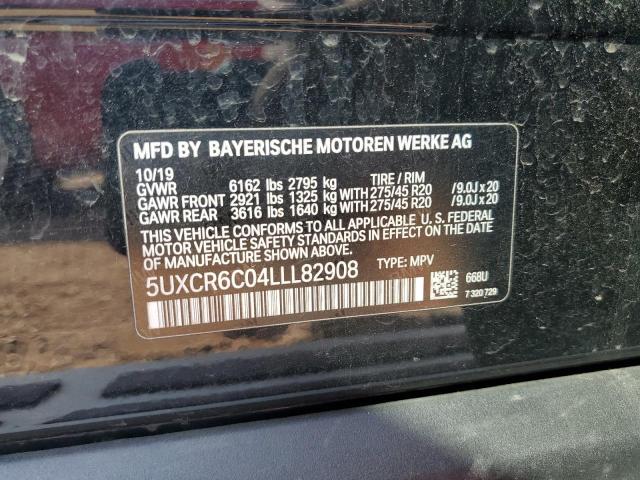 MFD BY BAYERISCHE MOTOREN WERKE AG
10/19 TIRE / RIM
GVWR 6162 lbs 2795 kg
GAWR FRONT 2921 lbs 1325 kg WITH 275/45 R20 /9.0J x 20
GAWR REAR 3616 lbs 1640 kg WITH 275/45 R20 /9.0J x 20
THIS VEHICLE CONFORMS TO ALL APPLICABLE U. S. FEDERAL
MOTOR VEHICLE SAFETY STANDARDS IN EFFECT ON THE DATE
OF MANUFACTURE SHOWN ABOVE.
5UXCR6C04LLL82908 TYPE: MPV
668U
7 320 729